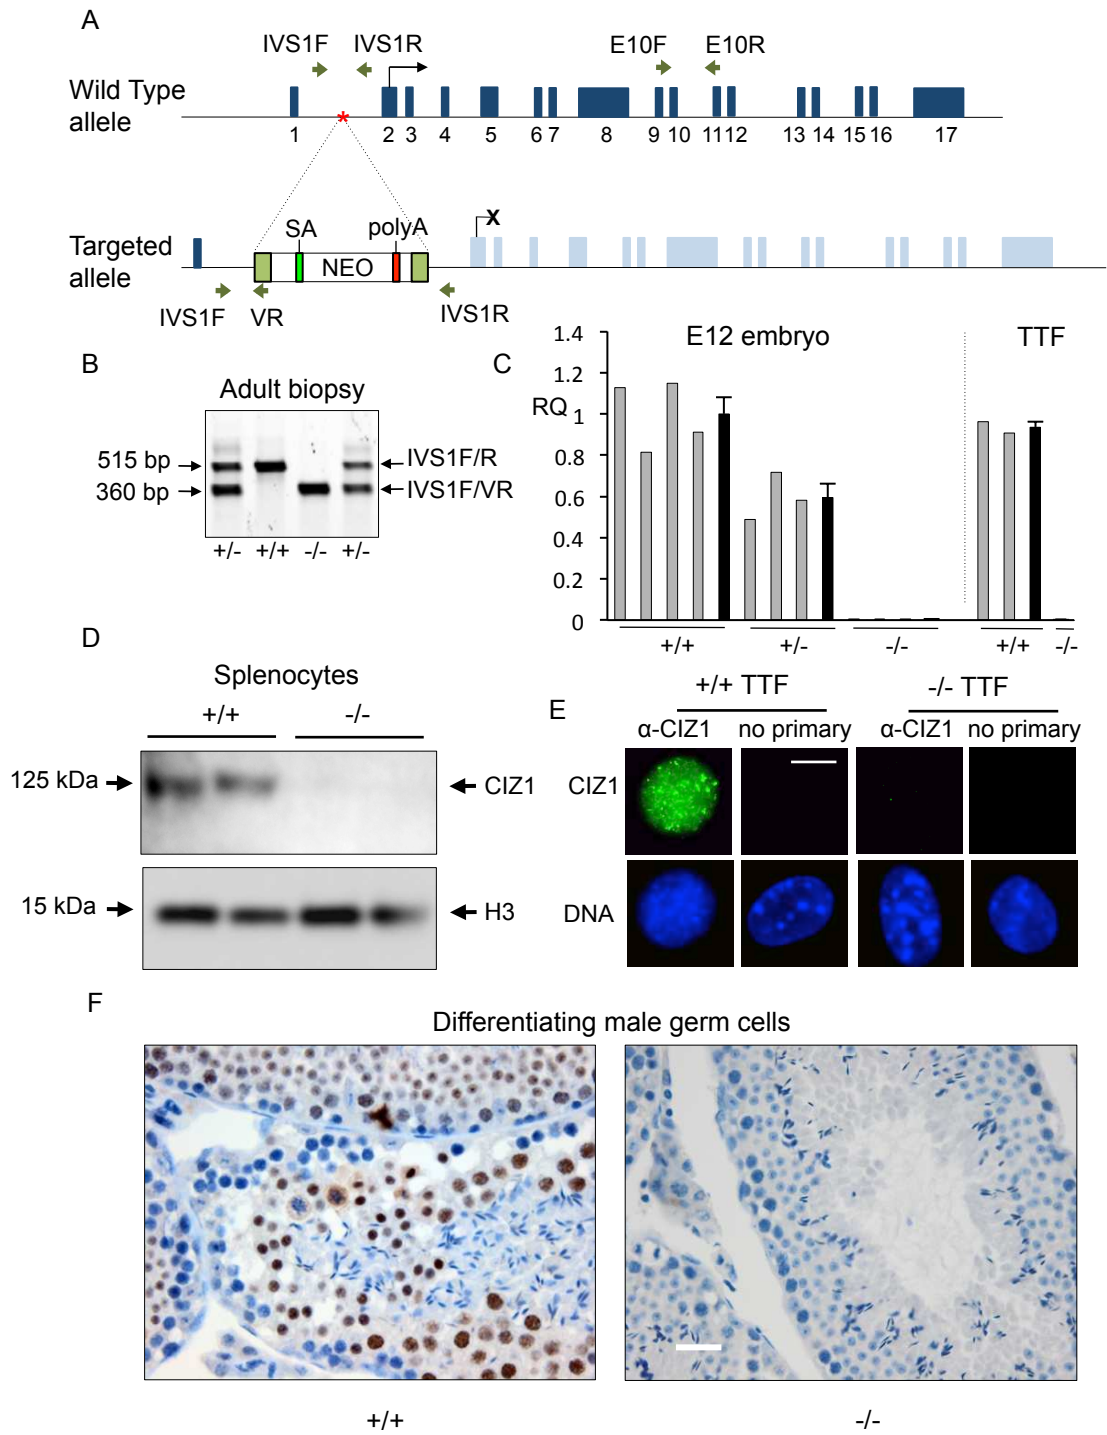 A
IVS1F IVS1R E10F E10R
Wild Type
allele
*
1 2 3 4 5 6 7 8 9 10 11 12 13 14 15 16 17
SA polyA X
Targeted
allele
NEO
IVS1F VR IVS1R
B
Adult biopsy
515 bp IVS1F/R
360 bp IVS1F/VR
+/- +/+ -/- +/-
C
E12 embryo TTF
RQ
1.4
1.2
1
0.8
0.6
0.4
0.2
0
+/+ +/- -/- +/+ -/-
D
Splenocytes
+/+ -/-
125 kDa CIZ1
15 kDa H3
E
+/+ TTF -/- TTF
α-CIZ1 no primary α-CIZ1 no primary
CIZ1
DNA
F
Differentiating male germ cells
+/+ -/-